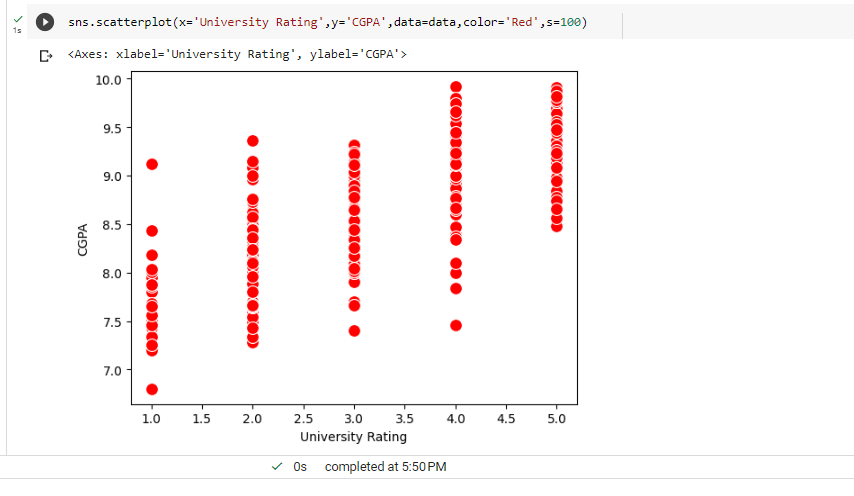 sns.scatterplot(x='University Rating',y='CGPA',data=data,color='Red',s=100)
1s
<Axes: xlabel='University Rating', ylabel='CGPA'>
10.0
9.5
9.0
8.5
8.0
7.5
7.0
CGPA
1.0 1.5 2.0 2.5 3.0 3.5 4.0 4.5 5.0
University Rating
0s completed at 5:50 PM